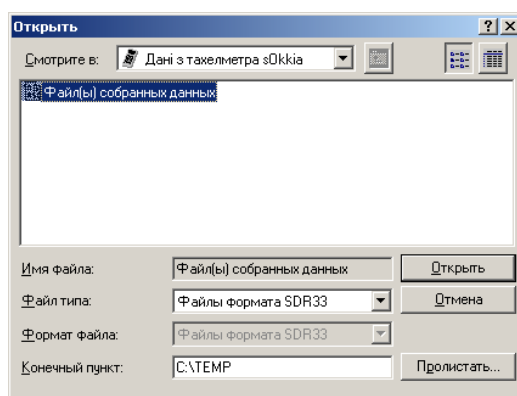 Открыть
Смотрите в: Дані з тахелметра sOkkia
Файл(ы) собранных данных
Имя файла: Файл(ы) собранных данных Открыть
Файл типа: Файлы формата SDR33 Отмена
Формат файла: Файлы формата SDR33
Конечный пункт: C:\TEMP Пролистать...